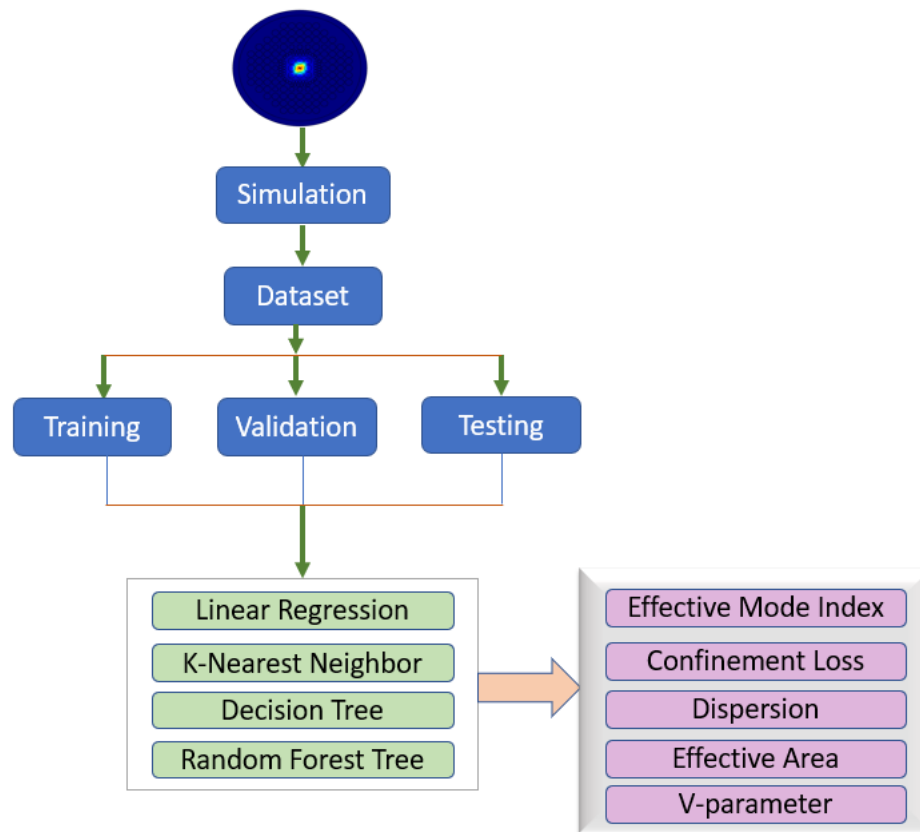 Simulation
Dataset
Training
Validation
Testing
Linear Regression
K-Nearest Neighbor
Decision Tree
Random Forest Tree
Effective Mode Index
Confinement Loss
Dispersion
Effective Area
V-parameter